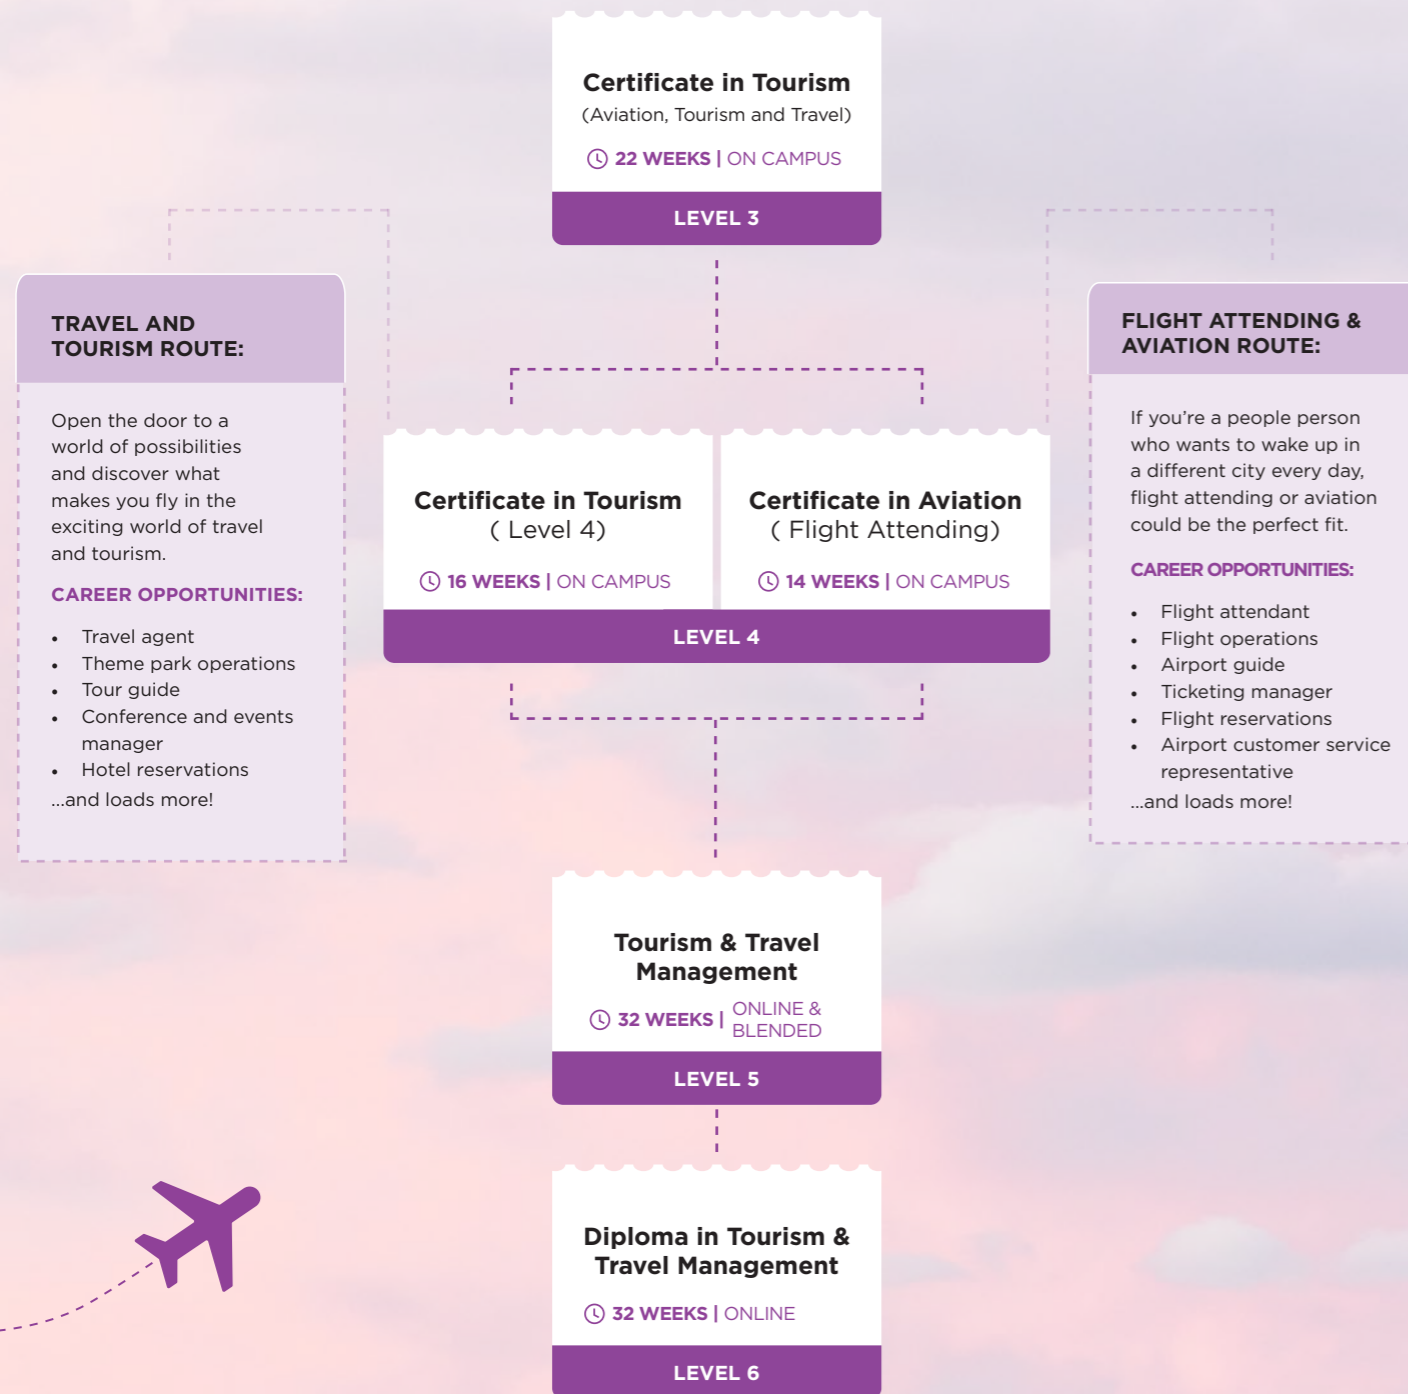 Certificate in Tourism
(Aviation, Tourism and Travel)
22 WEEKS | ON CAMPUS
LEVEL 3
TRAVEL AND
TOURISM ROUTE:
Open the door to a
world of possibilities
and discover what
makes you fly in the
exciting world of travel
and tourism.
CAREER OPPORTUNITIES:
• Travel agent
• Theme park operations
• Tour guide
• Conference and events
manager
• Hotel reservations
...and loads more!
Certificate in Tourism
( Level 4)
16 WEEKS | ON CAMPUS
Certificate in Aviation
( Flight Attending)
14 WEEKS | ON CAMPUS
LEVEL 4
FLIGHT ATTENDING &
AVIATION ROUTE:
If you're a people person
who wants to wake up in
a different city every day,
flight attending or aviation
could be the perfect fit.
CAREER OPPORTUNITIES:
• Flight attendant
• Flight operations
• Airport guide
• Ticketing manager
• Flight reservations
• Airport customer service
representative
...and loads more!
Tourism & Travel
Management
32 WEEKS | ONLINE &
BLENDED
LEVEL 5
Diploma in Tourism &
Travel Management
32 WEEKS | ONLINE
LEVEL 6